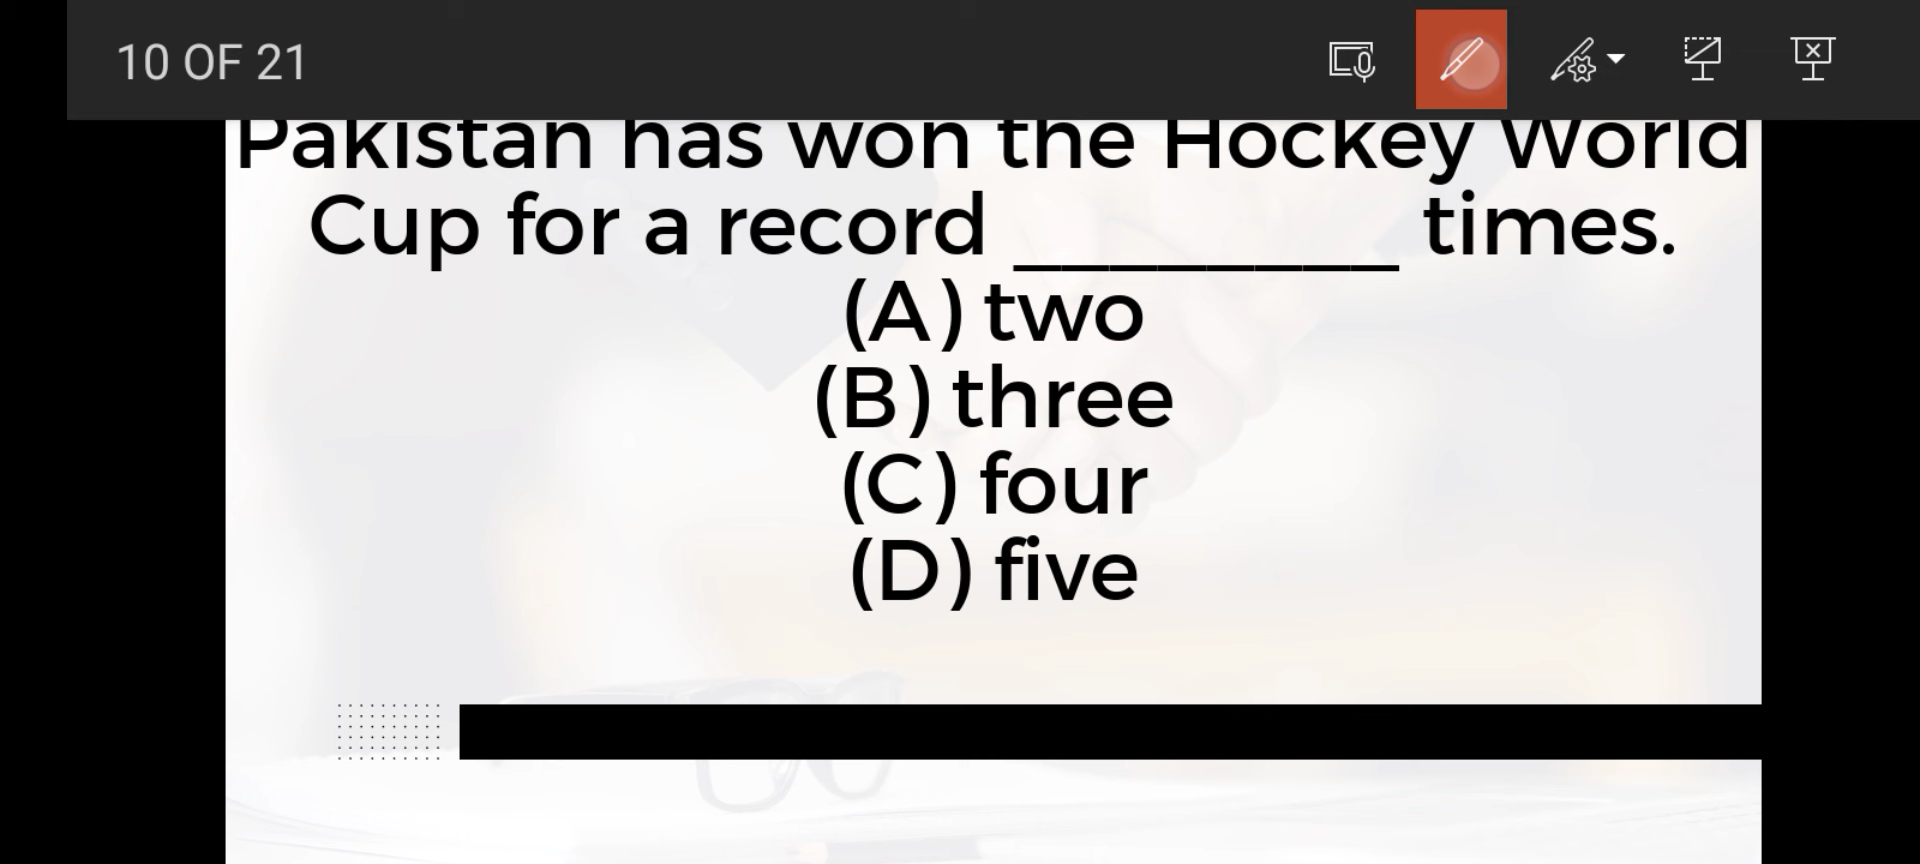 10 OF 21
Pakistan has won the Hockey World
Cup for a record ________ times.
(A) two
(B) three
(C) four
(D) five